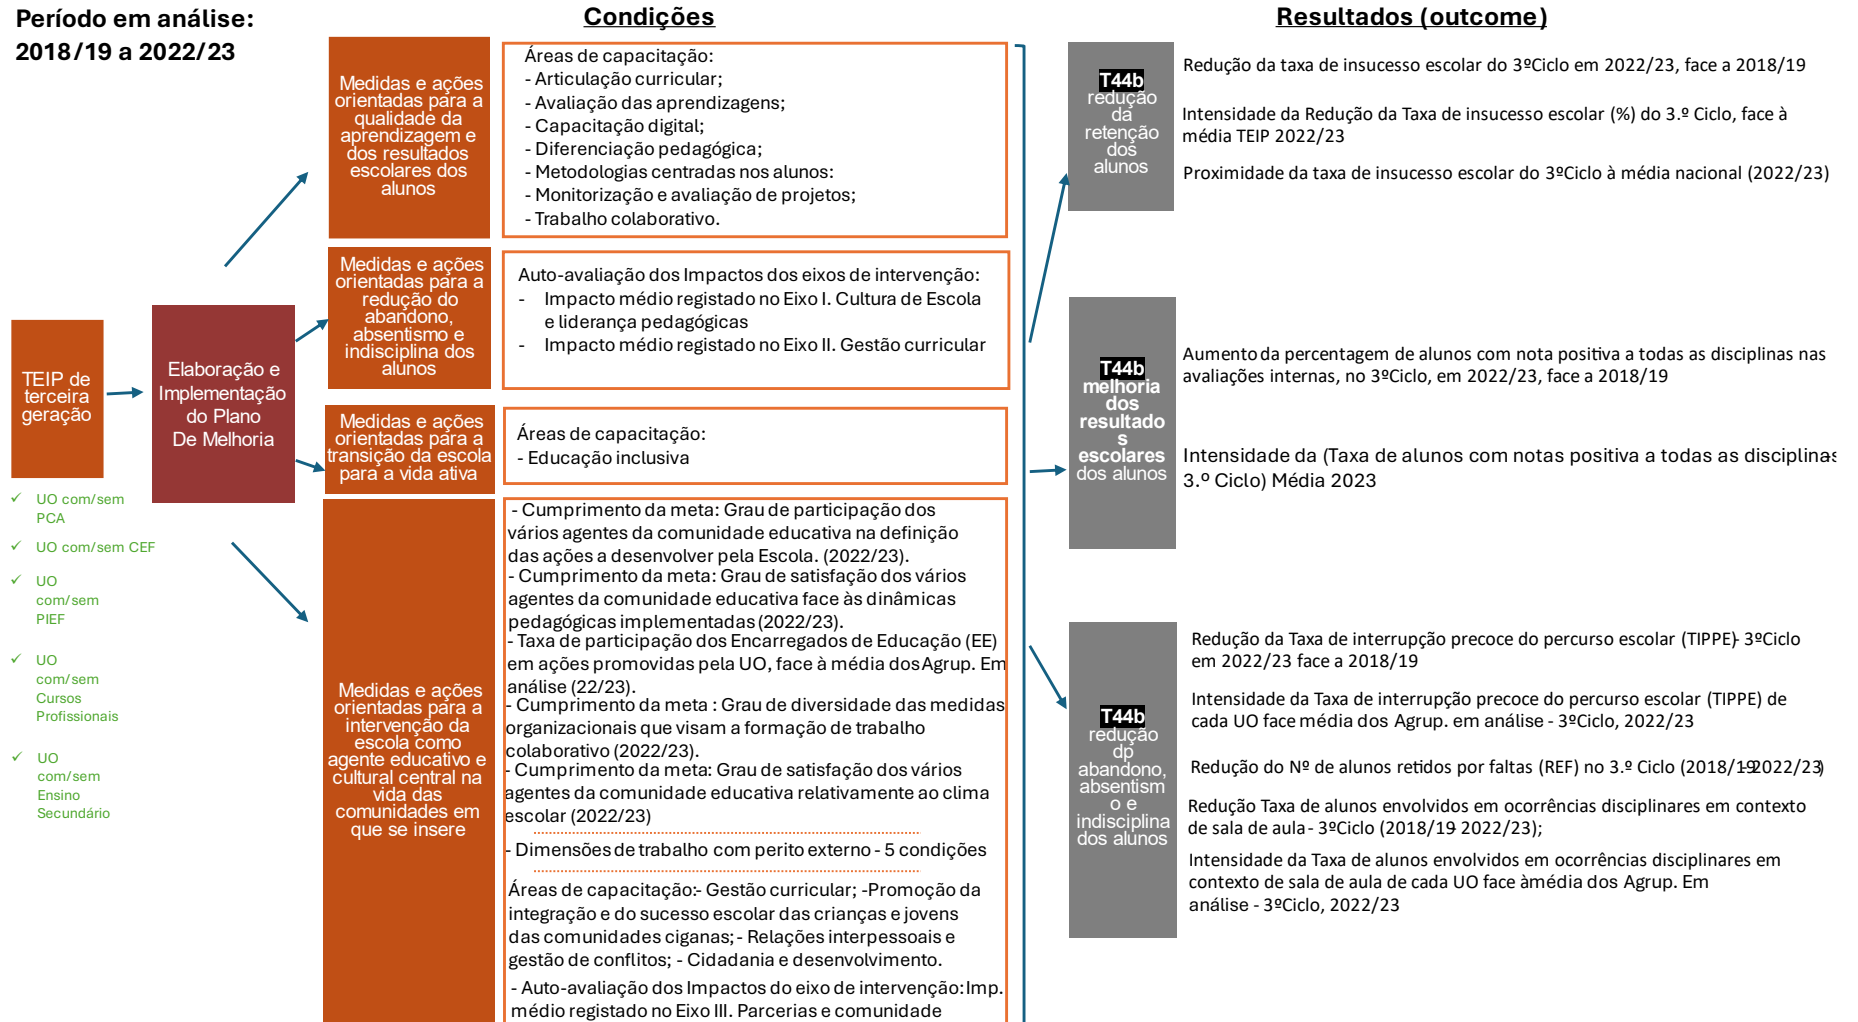 Período em análise:
2018/19 a 2022/23
Condições
Resultados (outcome)
TEIP de
terceira
geração
✓ UO com/sem
PCA
✓ UO com/sem CEF
✓ UO
com/sem
PIEF
✓ UO
com/sem
Cursos
Profissionais
✓ UO
com/sem
Ensino
Secundário
Elaboração e
Implementação
do Plano
De Melhoria
Medidas e ações
orientadas para a
qualidade da
aprendizagem e
dos resultados
escolares dos
alunos
Áreas de capacitação:
- Articulação curricular;
- Avaliação das aprendizagens;
- Capacitação digital;
- Diferenciação pedagógica;
- Metodologias centradas nos alunos:
- Monitorização e avaliação de projetos;
- Trabalho colaborativo.
Medidas e ações
orientadas para a
redução do
abandono,
absentismo e
indisciplina dos
alunos
Auto-avaliação dos Impactos dos eixos de intervenção:
- Impacto médio registado no Eixo I. Cultura de Escola
e liderança pedagógicas
- Impacto médio registado no Eixo II. Gestão curricular
Medidas e ações
orientadas para a
transição da escola
para a vida ativa
Áreas de capacitação:
- Educação inclusiva
Medidas e ações
orientadas para a
intervenção da
escola como
agente educativo e
cultural central na
vida das
comunidades em
que se insere
- Cumprimento da meta: Grau de participação dos
vários agentes da comunidade educativa na definição
das ações a desenvolver pela Escola. (2022/23).
- Cumprimento da meta: Grau de satisfação dos vários
agentes da comunidade educativa face às dinâmicas
pedagógicas implementadas (2022/23).
- Taxa de participação dos Encarregados de Educação (EE)
em ações promovidas pela UO, face à média dos Agrup. Em
análise (22/23).
- Cumprimento da meta : Grau de diversidade das medidas
organizacionais que visam a formação de trabalho
colaborativo (2022/23).
- Cumprimento da meta: Grau de satisfação dos vários
agentes da comunidade educativa relativamente ao clima
escolar (2022/23)
- Dimensões de trabalho com perito externo - 5 condições
Áreas de capacitação:- Gestão curricular; -Promoção da
integração e do sucesso escolar das crianças e jovens
das comunidades ciganas; - Relações interpessoais e
gestão de conflitos; - Cidadania e desenvolvimento.
- Auto-avaliação dos Impactos do eixo de intervenção: Imp.
médio registado no Eixo III. Parcerias e comunidade
T44b
redução
da
retenção
dos
alunos
Redução da taxa de insucesso escolar do 3ºCiclo em 2022/23, face a 2018/19
Intensidade da Redução da Taxa de insucesso escolar (%) do 3.º Ciclo, face à
média TEIP 2022/23
Proximidade da taxa de insucesso escolar do 3ºCiclo à média nacional (2022/23)
T44b
melhoria
dos
resultado
s
escolares
dos alunos
Aumento da percentagem de alunos com nota positiva a todas as disciplinas nas
avaliações internas, no 3ºCiclo, em 2022/23, face a 2018/19
Intensidade da (Taxa de alunos com notas positiva a todas as disciplinas-
3.º Ciclo) Média 2023
T44b
redução
dp
abandono,
absentism
o e
indisciplina
dos alunos
Redução da Taxa de interrupção precoce do percurso escolar (TIPPE)- 3ºCiclo
em 2022/23 face a 2018/19
Intensidade da Taxa de interrupção precoce do percurso escolar (TIPPE) de
cada UO face média dos Agrup. em análise - 3ºCiclo, 2022/23
Redução do Nº de alunos retidos por faltas (REF) no 3.º Ciclo (2018/19-2022/23)
Redução Taxa de alunos envolvidos em ocorrências disciplinares em contexto
de sala de aula - 3ºCiclo (2018/19- 2022/23);
Intensidade da Taxa de alunos envolvidos em ocorrências disciplinares em
contexto de sala de aula de cada UO face àmédia dos Agrup. Em
análise - 3ºCiclo, 2022/23